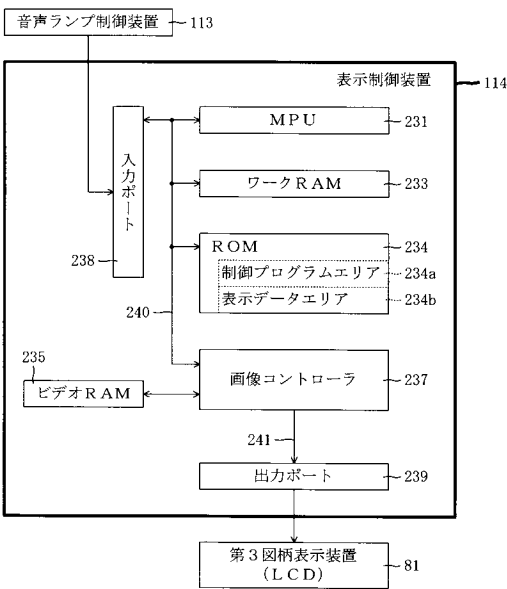 音声ランプ制御装置
113
表示制御装置
114
MPU
231
入力ポート
ワークRAM
233
238
ROM
234
制御プログラムエリア
234a
表示データエリア
234b
240
235
ビデオRAM
画像コントローラ
237
241
出力ポート
239
第3図柄表示装置
(LCD)
81